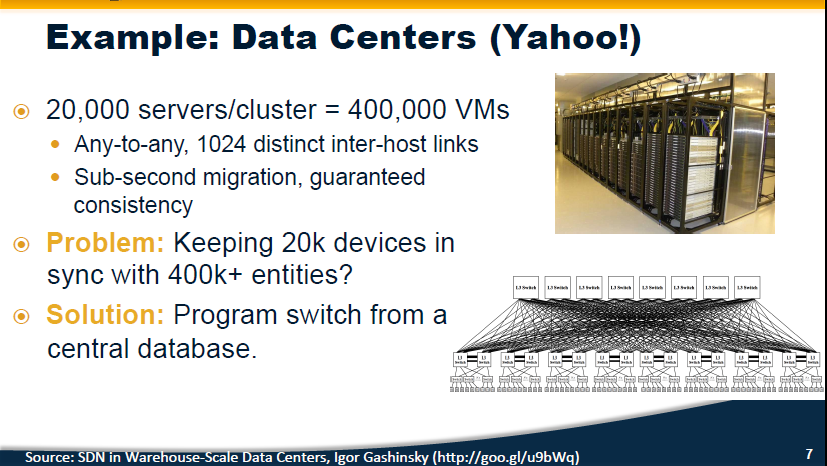 Example: Data Centers (Yahoo!)
20,000 servers/cluster = 400,000 VMs
Any-to-any, 1024 distinct inter-host links
Sub-second migration, guaranteed
consistency
Problem: Keeping 20k devices in
sync with 400k+ entities?
Solution: Program switch from a
central database.
L3 Switch L3 Switch L3 Switch L3 Switch L3 Switch L3 Switch L3 Switch L3 Switch
Source: SDN in Warehouse-Scale Data Centers, Igor Gashinsky (http://goo.gl/u9bWq)
7